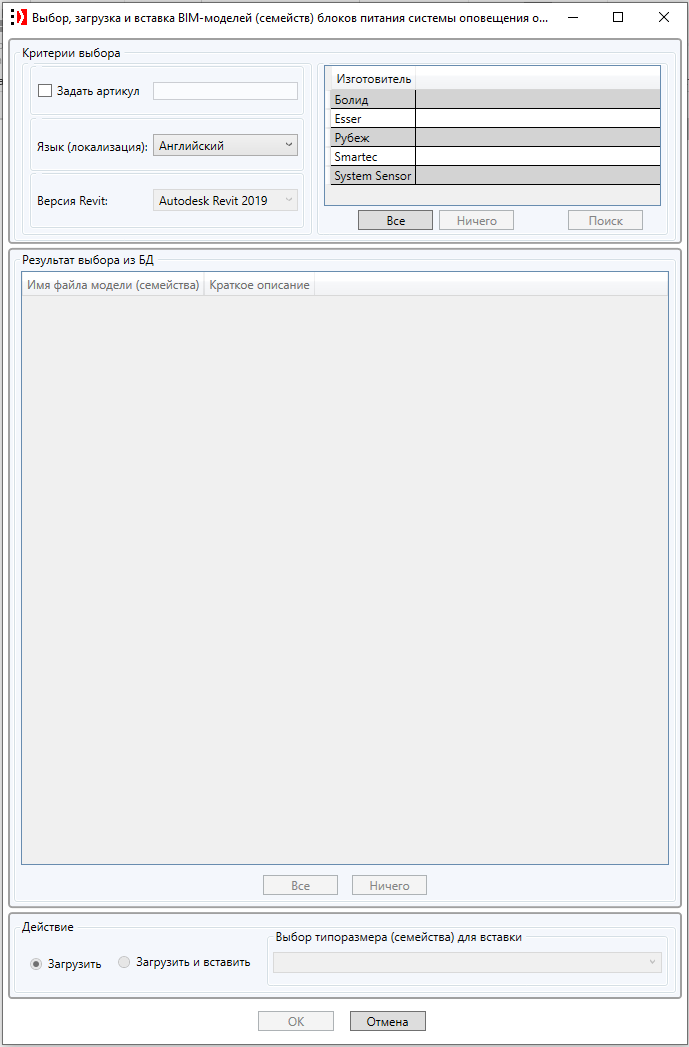 Выбор, загрузка и вставка BIM-моделей (семейств) блоков питания системы оповещения о...
Критерии выбора
Задать артикул
Язык (локализация): Английский
Версия Revit: Autodesk Revit 2019
Изготовитель
Болид
Esser
Рубеж
Smartec
System Sensor
Все Ничего Поиск
Результат выбора из БД
Имя файла модели (семейства) Краткое описание
Все Ничего
Действие
Загрузить Загрузить и вставить
Выбор типоразмера (семейства) для вставки
OK Отмена